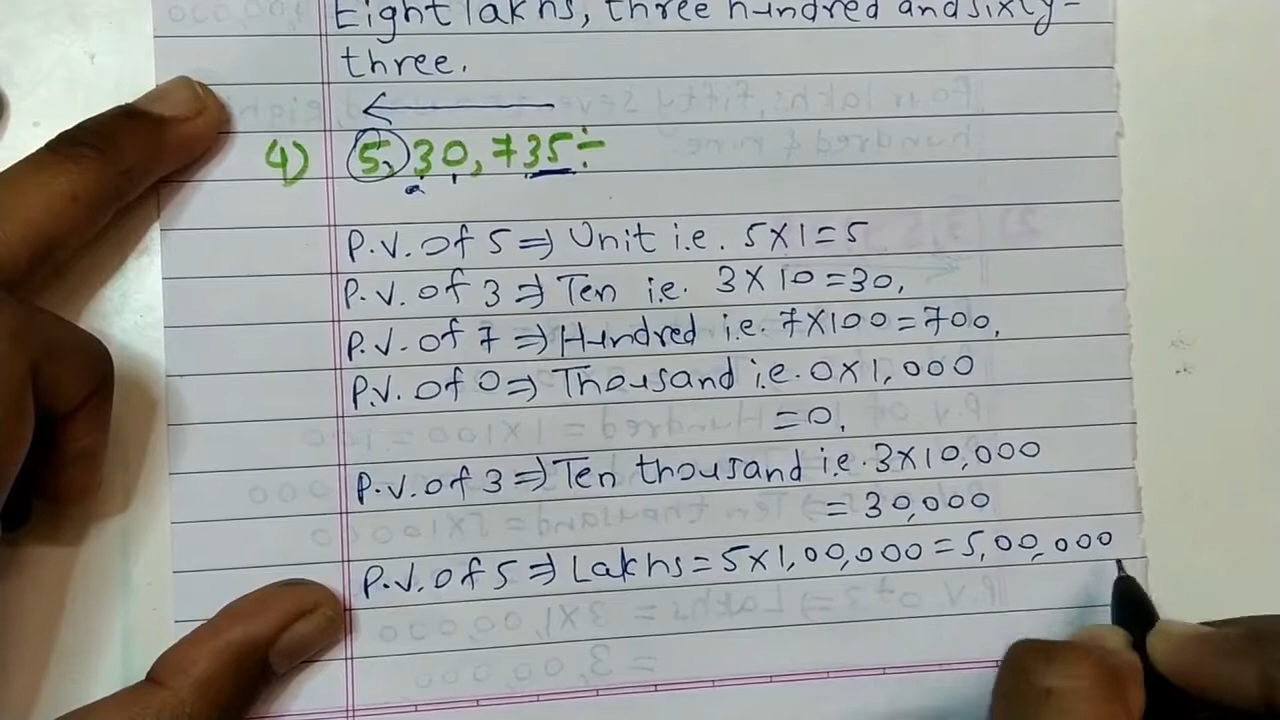 Eight lakhs, three hundred and sixty-
three.
4) 5,30,735÷
P.V. of 5 ⇒ Unit i.e. 5×1=5
P.V. of 3 ⇒ Ten ie. 3×10=30,
P.V. of 7 ⇒ Hundred i.e. 7×100=700,
P.V. of 0 ⇒ Thousand i.e. 0×1,000
=0,
P.V. of 3 ⇒ Ten thousand i.e. 3×10,000
= 30,000
P.V. of 5 ⇒ Lakhs = 5×1,00,000 = 5,00,000